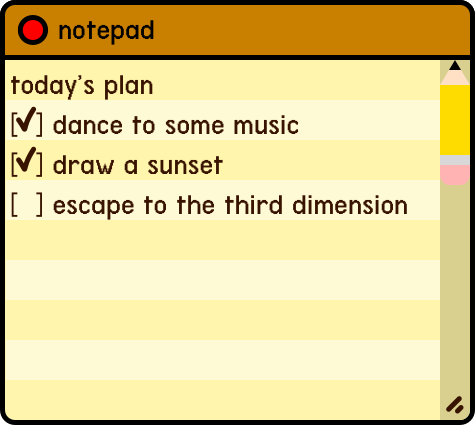 notepad
today's plan
[✓] dance to some music
[✓] draw a sunset
[ ] escape to the third dimension